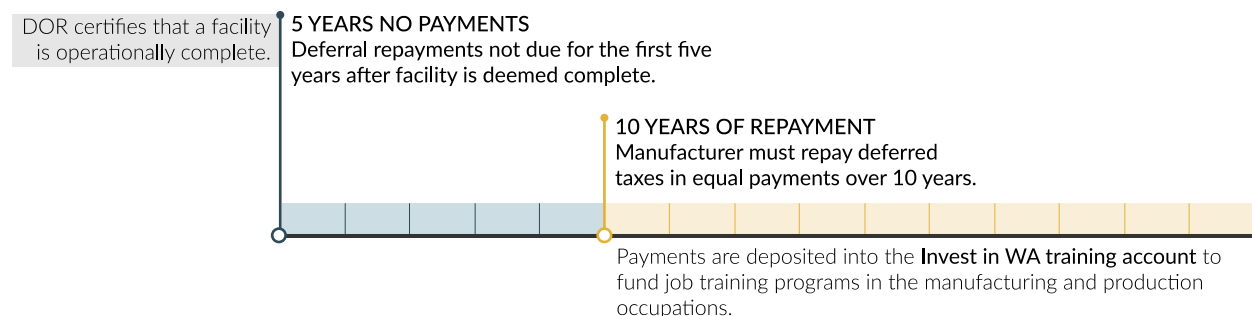 DOR certifies that a facility
is operationally complete.
5 YEARS NO PAYMENTS
Deferral repayments not due for the first five
years after facility is deemed complete.
10 YEARS OF REPAYMENT
Manufacturer must repay deferred
taxes in equal payments over 10 years.
Payments are deposited into the Invest in WA training account to
fund job training programs in the manufacturing and production
occupations.